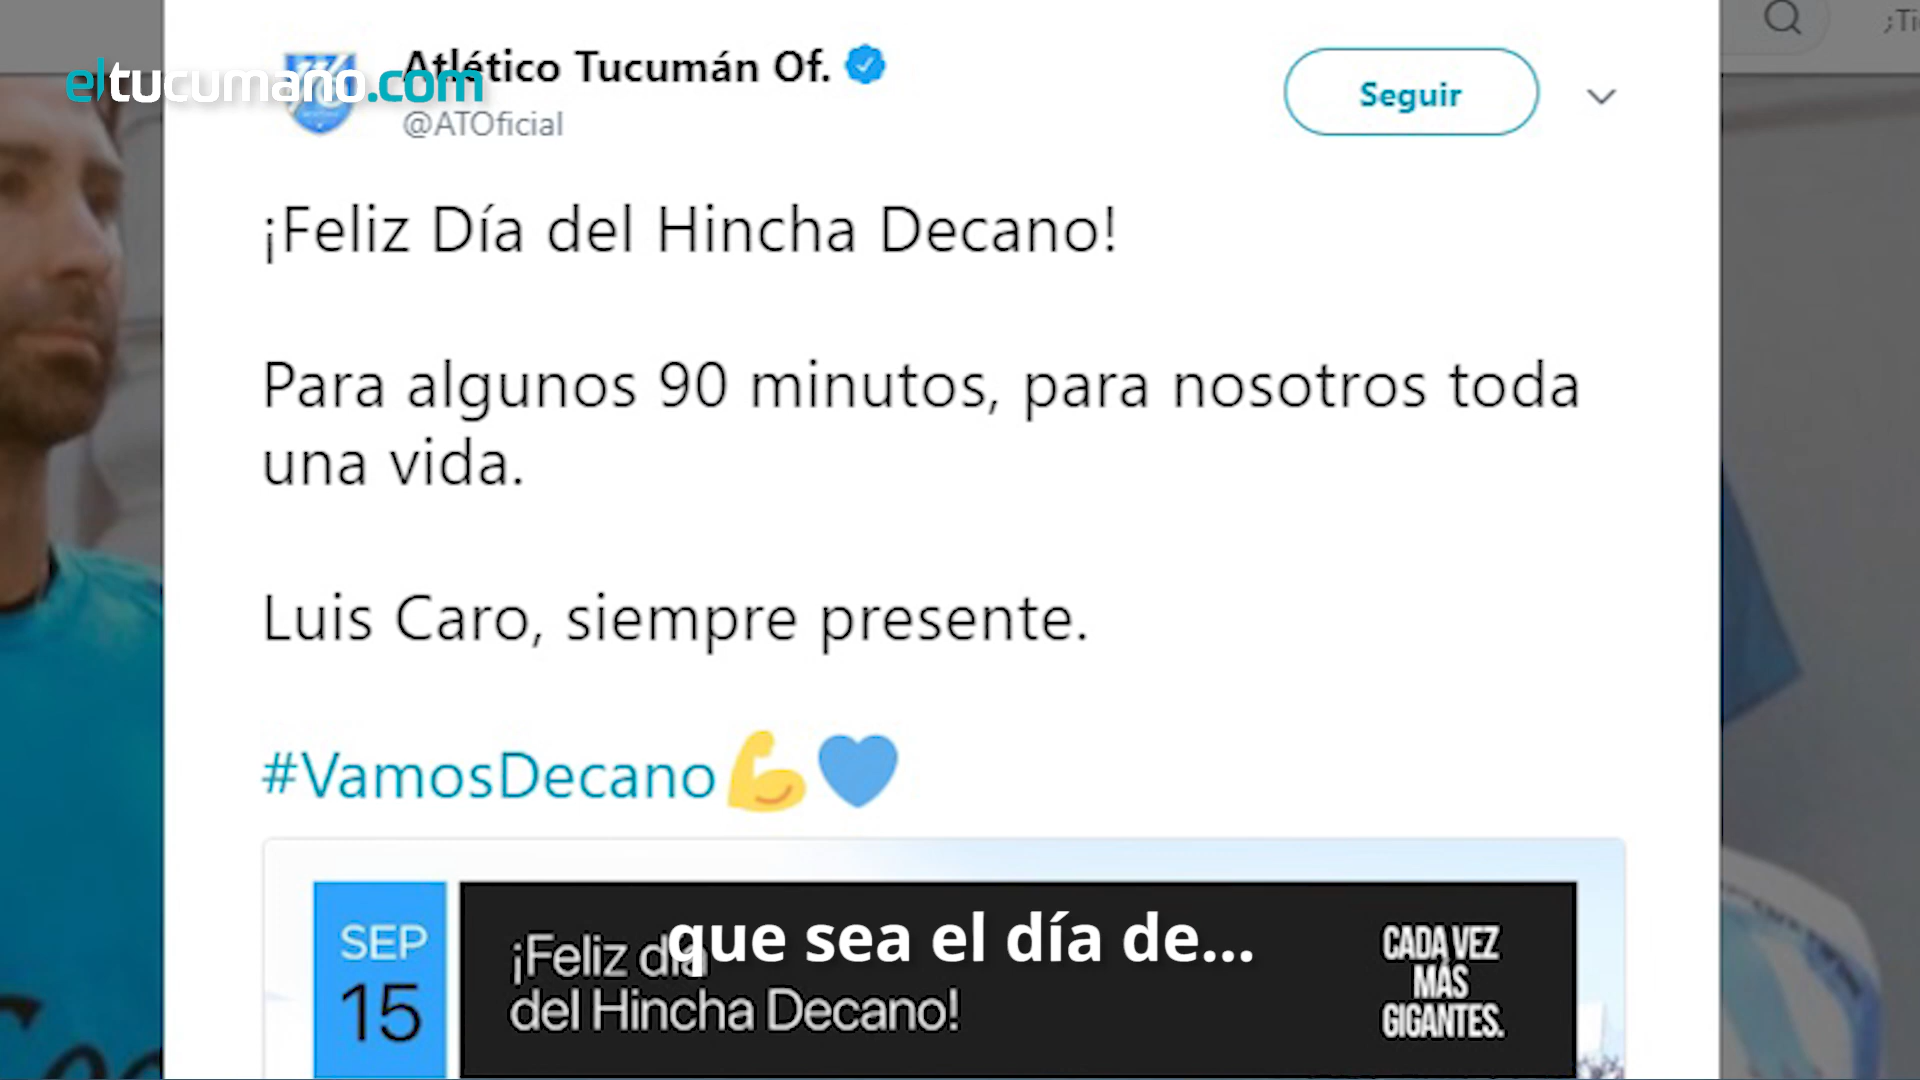 eltucumano.com
Atlético Tucumán Of.
@ATOficial
Seguir
¡Feliz Día del Hincha Decano!
Para algunos 90 minutos, para nosotros toda
una vida.
Luis Caro, siempre presente.
#VamosDecano
SEP
15
¡Feliz día
del Hincha Decano!
que sea el día de...
CADA VEZ
MÁS
GIGANTES.